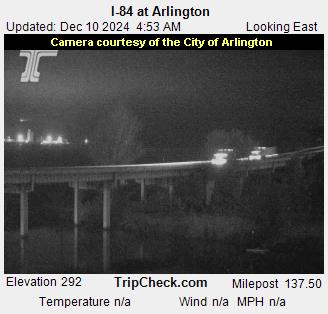 I-84 at Arlington
Updated: Dec 10 2024 4:53 AM Looking East
Camera courtesy of the City of Arlington
Elevation 292 TripCheck.com Milepost 137.50
Temperature n/a Wind n/a MPH n/a